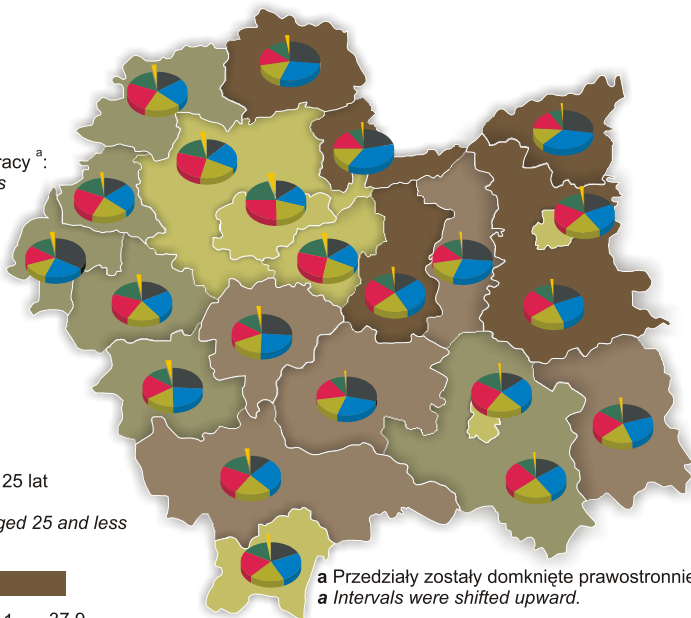 racy ᵃ:
s
25 lat
ged 25 and less
a Przedziały zostały domknięte prawostronnie
a Intervals were shifted upward.